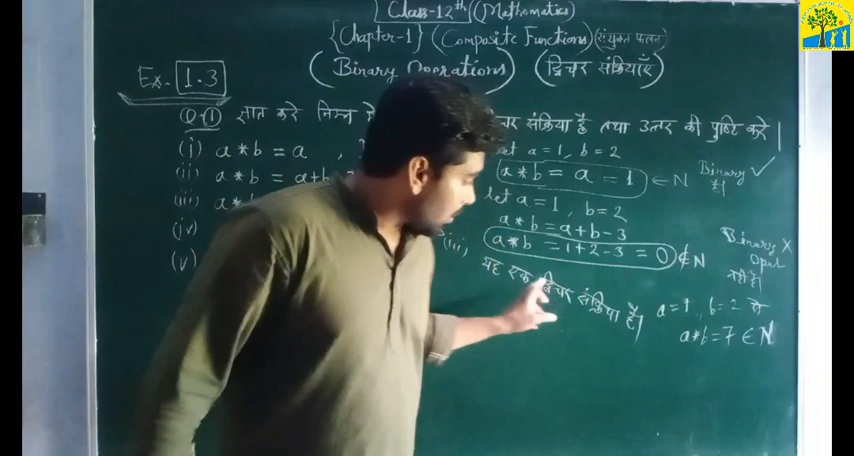 Class-12th (Mathematics)
{Chapter-1} (Composite Functions) (संयुक्त फलन)
(Binary Operations) (द्विचर संक्रियाएँ)
Ex. 1.3
Q.① ज्ञात करे निम्न संक्रिया है तथा उत्तर की पुष्टि करे।
(i) a*b = a ,
(ii) a*b = a+b-
(iii) a*b
(iv)
(v)
let a=1, b=2
a*b = a = 1 ∈N
Binary ✓
है।
let a=1, b=2
a*b = a+b-3
a*b = 1+2-3 = 0 ∉N
Binary X
Opat
नही है।
(iii)
यह एक द्विचर संक्रिया है।
a=1, b=2 से
a*b=7 ∈ N